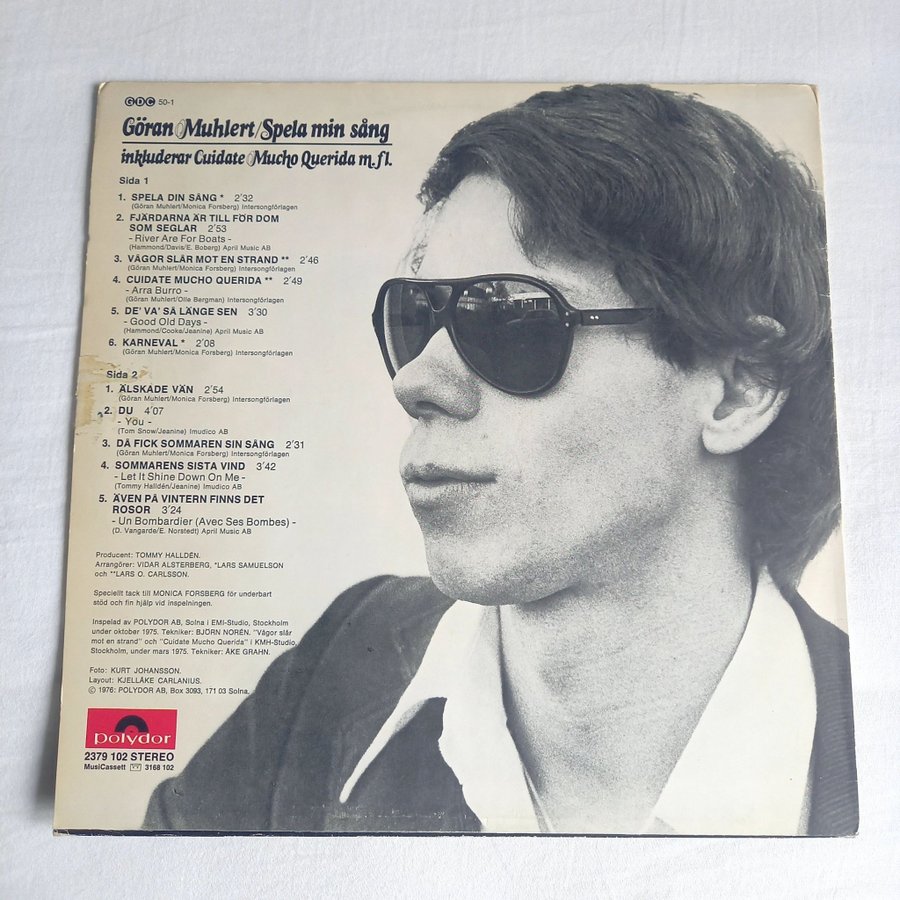 GDC 50-1
Göran Muhlert/Spela min sång
inkluderar Cuidate Mucho Querida m.fl.
Sida 1
1. SPELA DIN SÅNG * 2'32
(Göran Muhlert/Monica Forsberg) Intersongförlagen
2. FJÄRDARNA ÄR TILL FÖR DOM
SOM SEGLAR 2'53
- River Are For Boats -
(Hammond/Davis/E. Boberg) April Music AB
3. VÅGOR SLÅR MOT EN STRAND ** 2'46
(Göran Muhlert/Monica Forsberg) Intersongförlagen
4. CUIDATE MUCHO QUERIDA ** 2'49
- Arra Burro -
(Göran Muhlert/Olle Bergman) Intersongförlagen
5. DE' VA' SÅ LÄNGE SEN 3'30
- Good Old Days -
(Hammond/Cooke/Jeanine) April Music AB
6. KARNEVAL * 2'08
(Göran Muhlert/Monica Forsberg) Intersongförlagen
Sida 2
1. ÄLSKADE VÄN 2'54
(Göran Muhlert/Monica Forsberg) Intersongförlagen
2. DU 4'07
- You -
(Tom Snow/Jeanine) Imudico AB
3. DÅ FICK SOMMAREN SIN SÅNG 2'31
(Göran Muhlert/Monica Forsberg) Intersongförlagen
4. SOMMARENS SISTA VIND 3'42
- Let It Shine Down On Me -
(Tommy Halldén/Jeanine) Imudico AB
5. ÄVEN PÅ VINTERN FINNS DET
ROSOR 3'24
- Un Bombardier (Avec Ses Bombes) -
(D. Vangarde/E. Norstedt) April Music AB
Producent: TOMMY HALLDÉN.
Arrangörer: VIDAR ALSTERBERG, *LARS SAMUELSON
och **LARS O. CARLSSON.
Speciellt tack till MONICA FORSBERG för underbart
stöd och fin hjälp vid inspelningen.
Inspelad av POLYDOR AB, Solna i EMI-Studio, Stockholm
under oktober 1975. Tekniker: BJÖRN NORÉN. "Vågor slår
mot en strand" och "Cuidate Mucho Querida" i KMH-Studio,
Stockholm, under mars 1975. Tekniker: ÅKE GRAHN.
Foto: KURT JOHANSSON.
Layout: KJELLÅKE CARLANIUS.
© 1976: POLYDOR AB, Box 3093, 171 03 Solna.
polydor
2379 102 STEREO
MusiCassett 3168 102